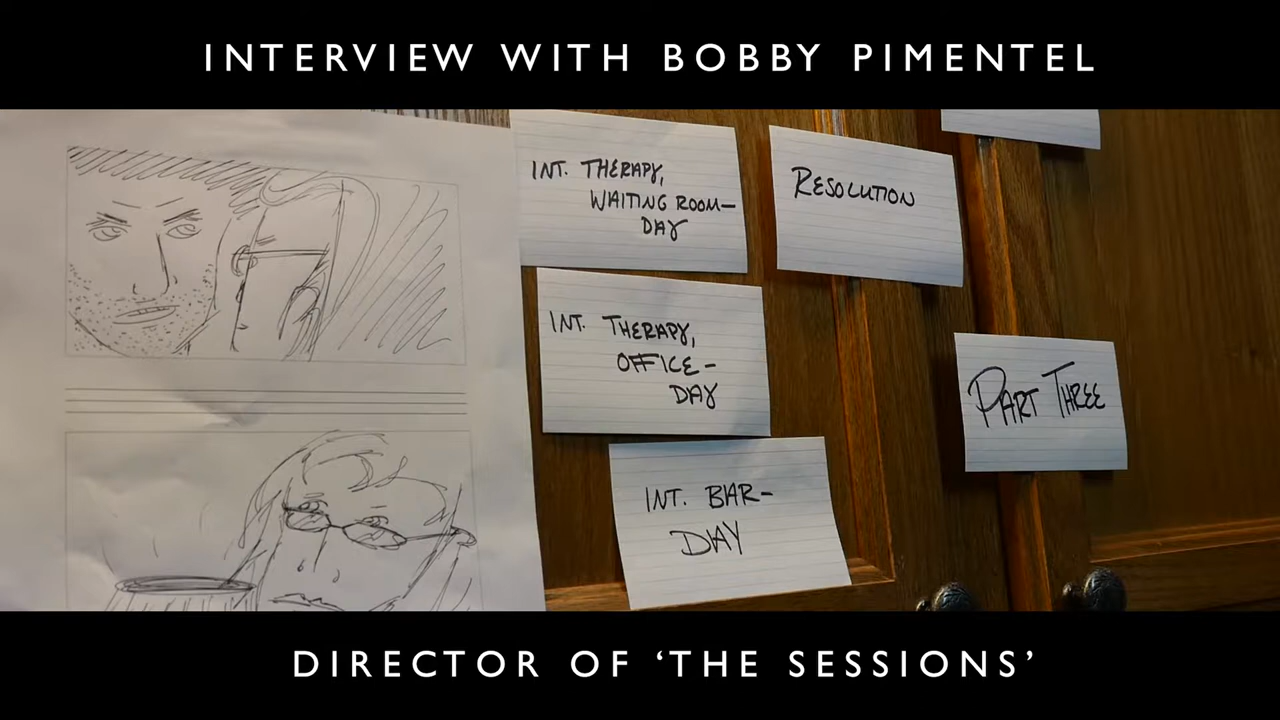 INTERVIEW WITH BOBBY PIMENTEL
INT. THERAPY,
WAITING ROOM—
DAY
RESOLUTION
INT. THERAPY,
OFFICE-
DAY
PART THREE
INT. BAR-
DAY
DIRECTOR OF ‘THE SESSIONS’